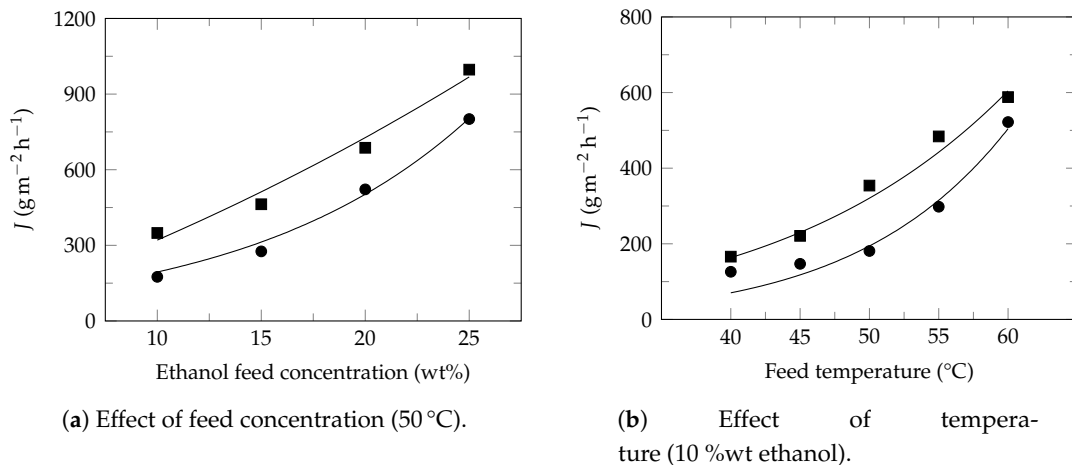 1200
900
600
300
0
J (g m−2 h−1)
10 15 20 25
Ethanol feed concentration (wt%)
(a) Effect of feed concentration (50 °C).
800
600
400
200
0
J (g m−2 h−1)
40 45 50 55 60
Feed temperature (°C)
(b) Effect of tempera-
ture (10 %wt ethanol).